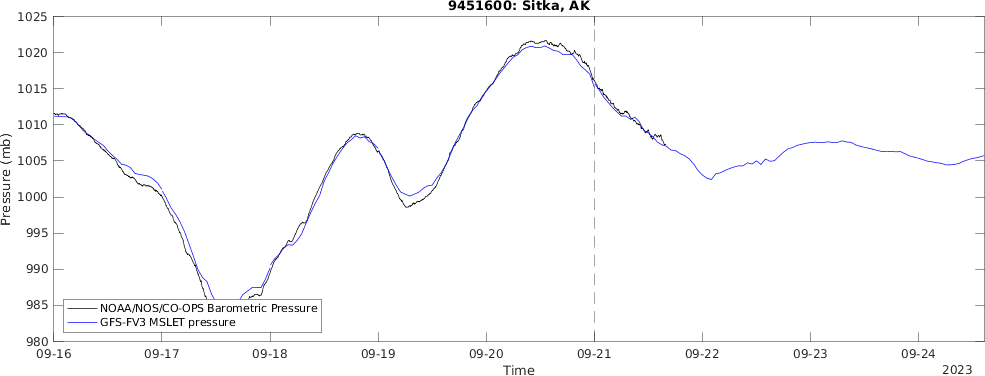 9451600: Sitka, AK
1025
1020
1015
1010
1005
1000
995
990
985
980
Pressure (mb)
NOAA/NOS/CO-OPS Barometric Pressure
GFS-FV3 MSLET pressure
09-16 09-17 09-18 09-19 09-20 09-21 09-22 09-23 09-24
Time
2023